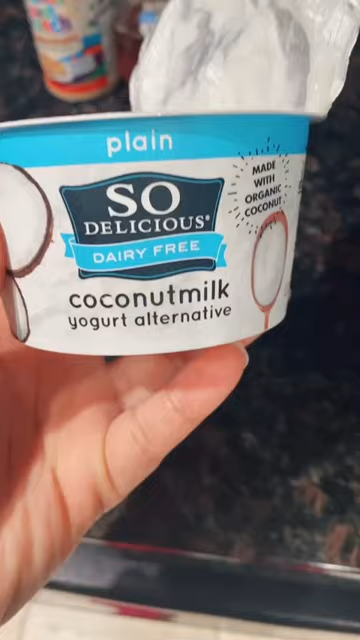 plain
SO
DELICIOUS®
DAIRY FREE
coconutmilk
yogurt alternative
MADE
WITH
ORGANIC
COCONUT